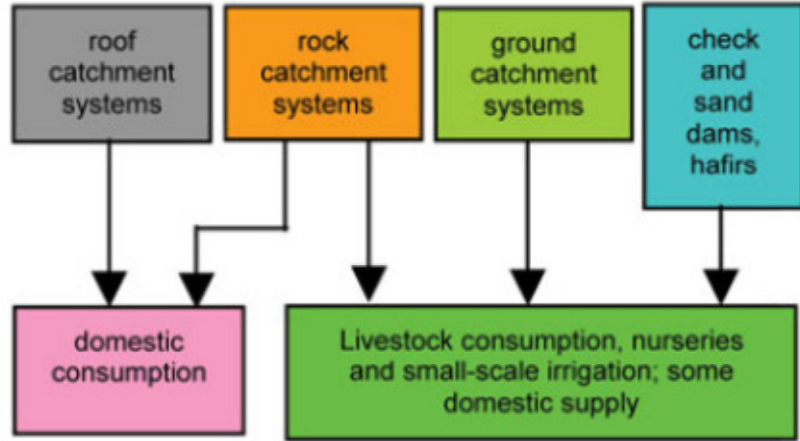 roof
catchment
systems
rock
catchment
systems
ground
catchment
systems
check
and
sand
dams,
hafirs
domestic
consumption
Livestock consumption, nurseries
and small-scale irrigation; some
domestic supply